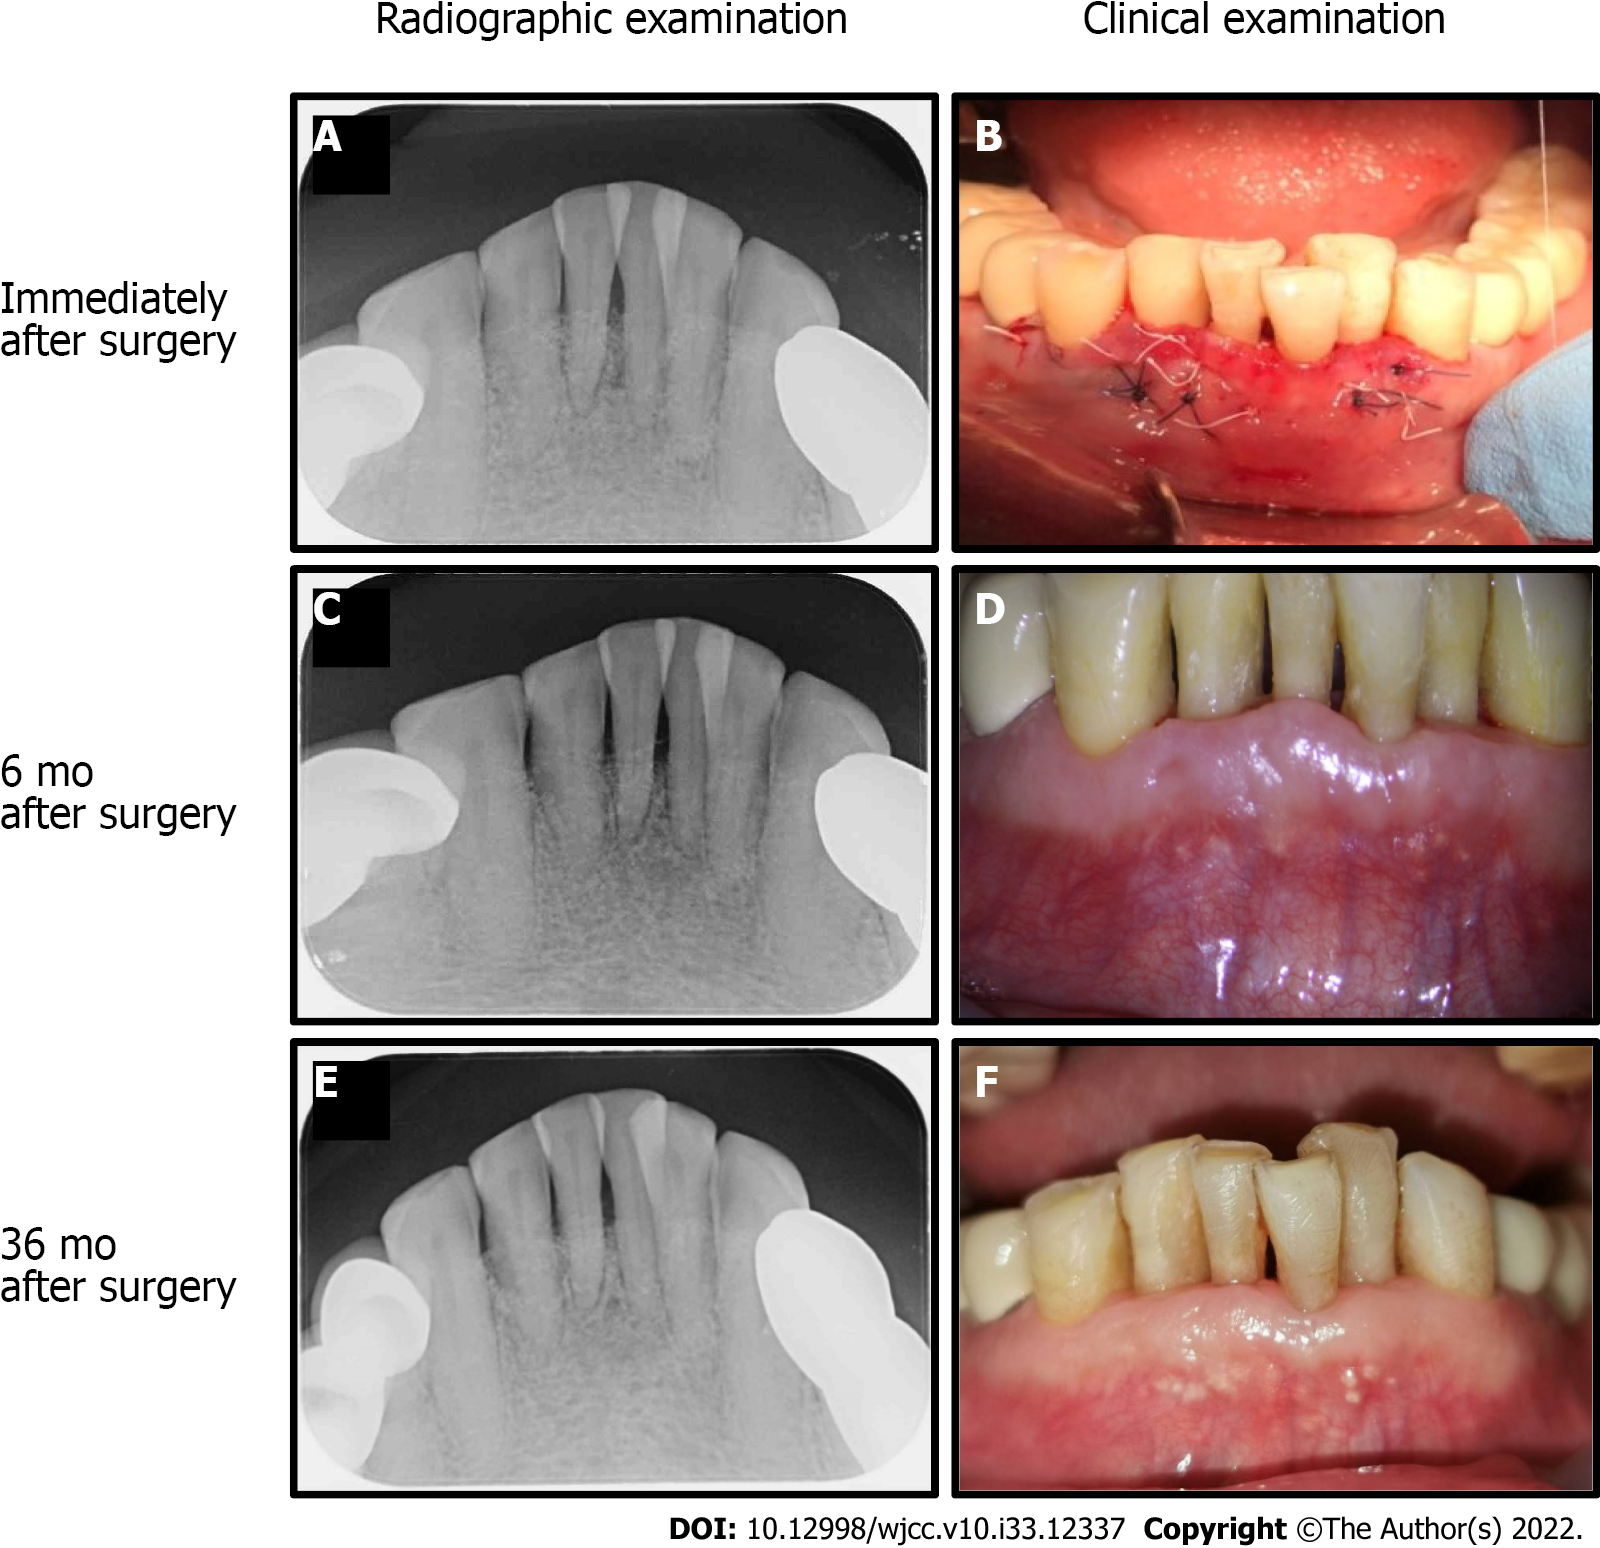 Radiographic examination
Clinical examination
Immediately
after surgery
A
B
6 mo
after surgery
C
D
36 mo
after surgery
E
F
DOI: 10.12998/wjcc.v10.i33.12337 Copyright ©The Author(s) 2022.